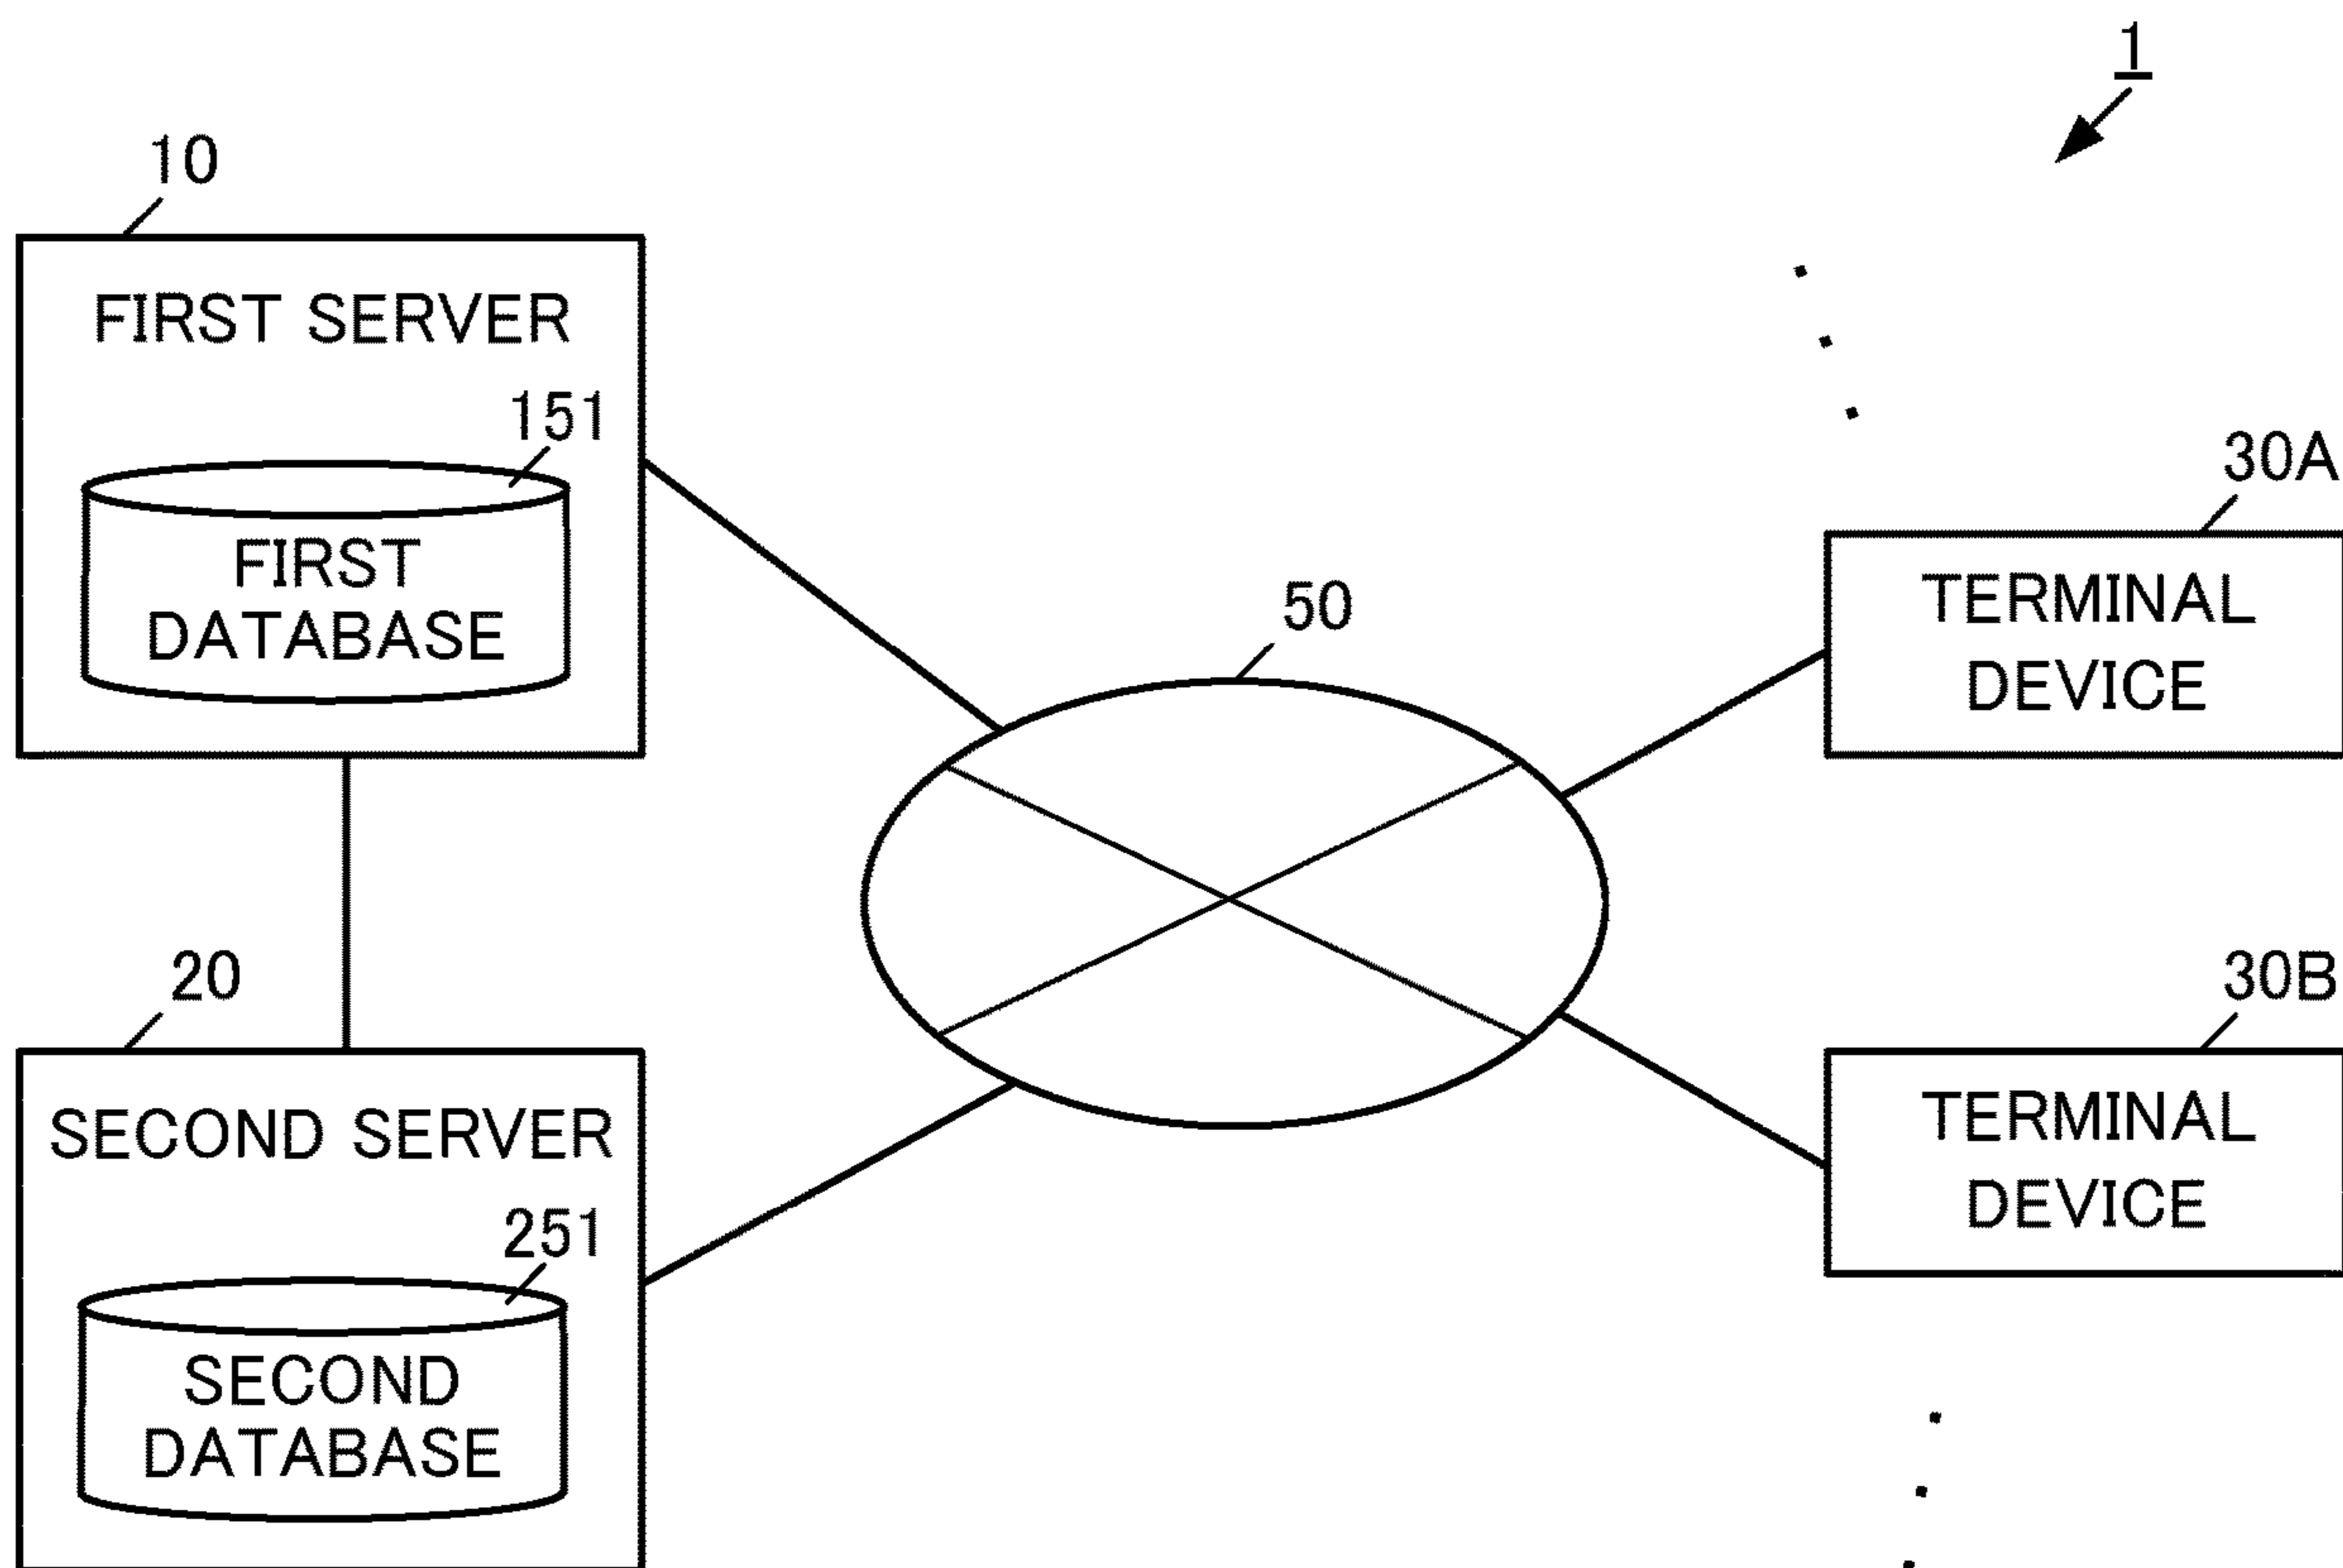 1
10
FIRST SERVER
151
FIRST
DATABASE
50
30A
TERMINAL
DEVICE
20
SECOND SERVER
251
SECOND
DATABASE
30B
TERMINAL
DEVICE